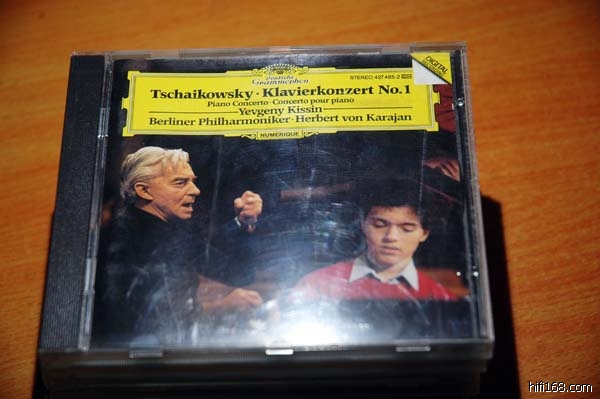 Deutsche
Grammophon
STEREO 427 485-2
DIGITAL
Tschaikowsky · Klavierkonzert No. 1
Piano Concerto · Concerto pour piano
Yevgeny Kissin
Berliner Philharmoniker · Herbert von Karajan
NUMERIQUE
hifi168.com